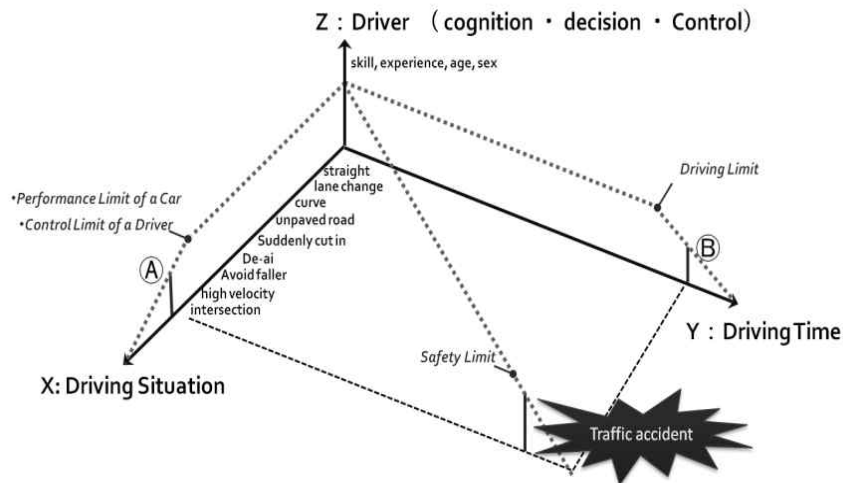 Z : Driver ( cognition ・ decision ・ Control)
skill, experience, age, sex
straight
lane change
curve
unpaved road
Suddenly cut in
De-ai
Avoid faller
high velocity
intersection
•Performance Limit of a Car
•Control Limit of a Driver
Driving Limit
Ⓐ
Ⓑ
Y : Driving Time
X: Driving Situation
Safety Limit
Traffic accident